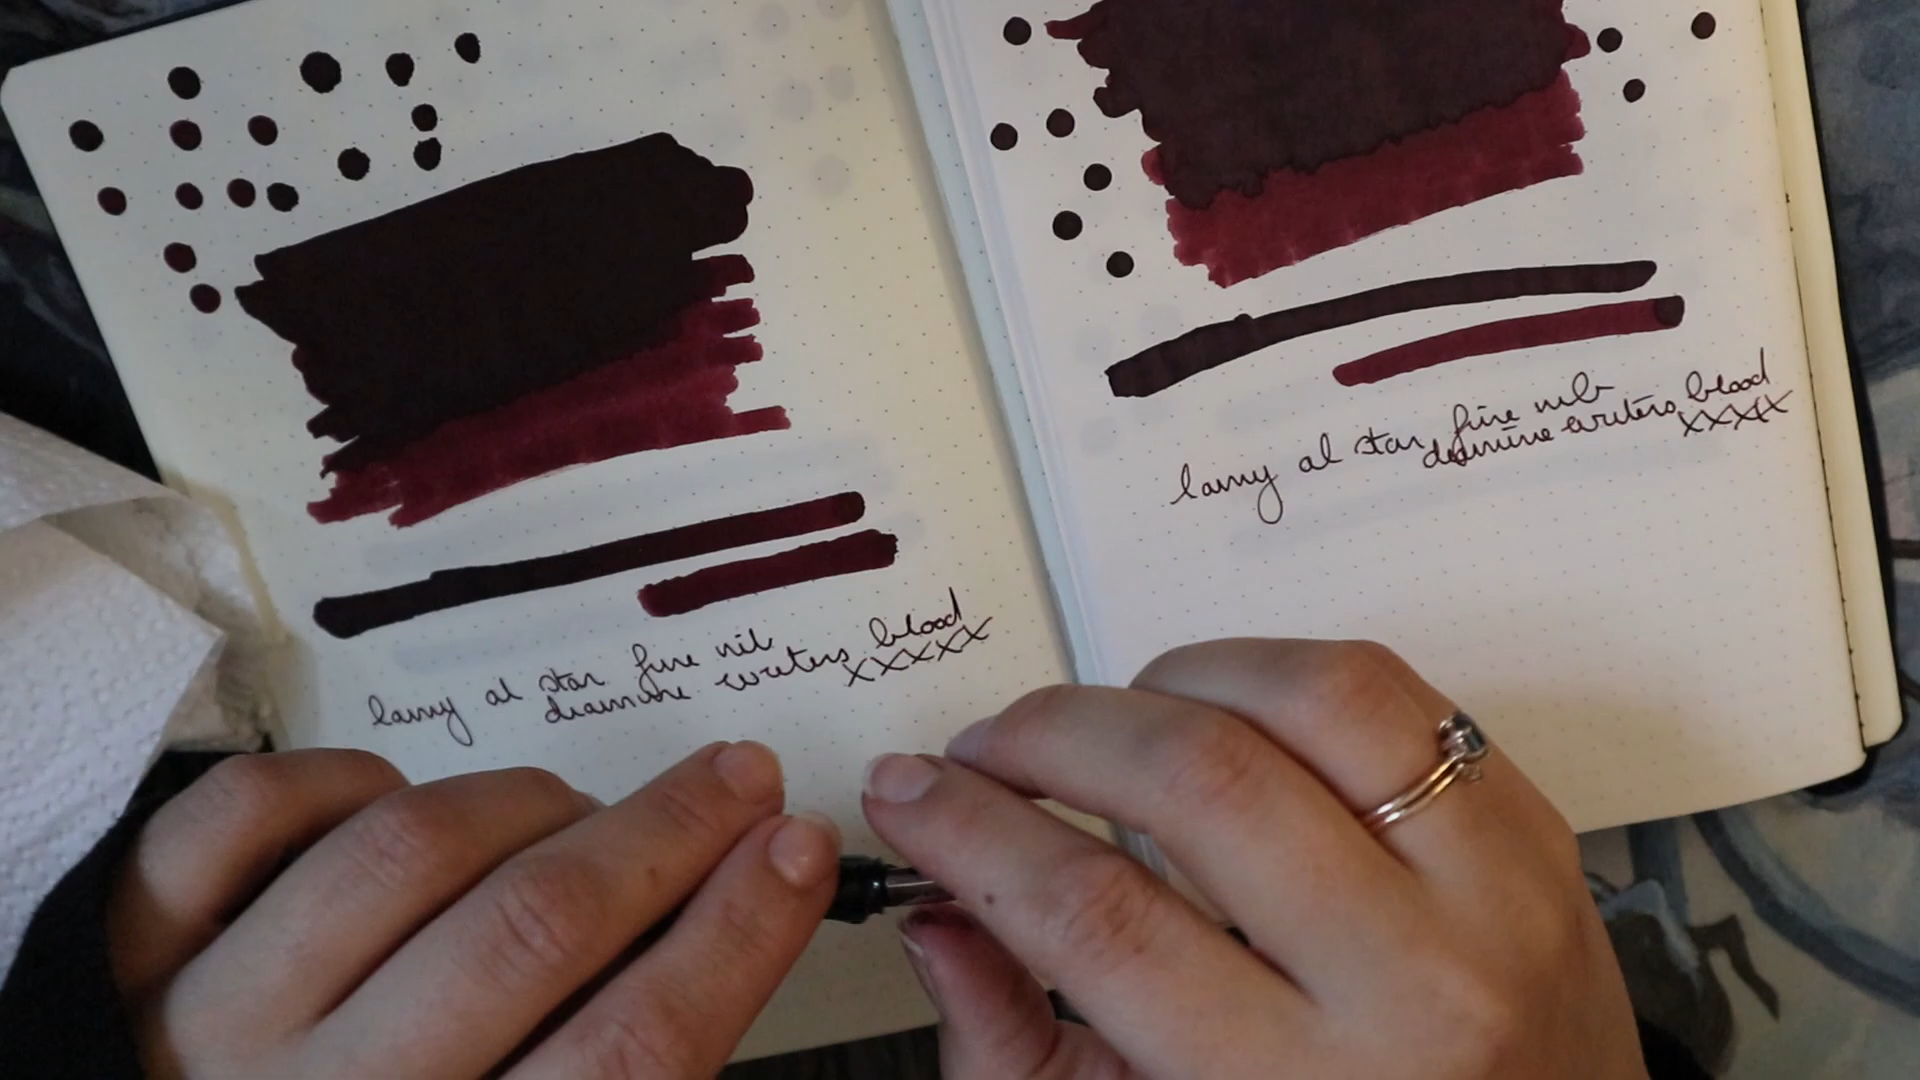 lamy al star fine nib
diamine writers blood
xxxxx
lamy al star fine nib
diamine writers blood
xxxx